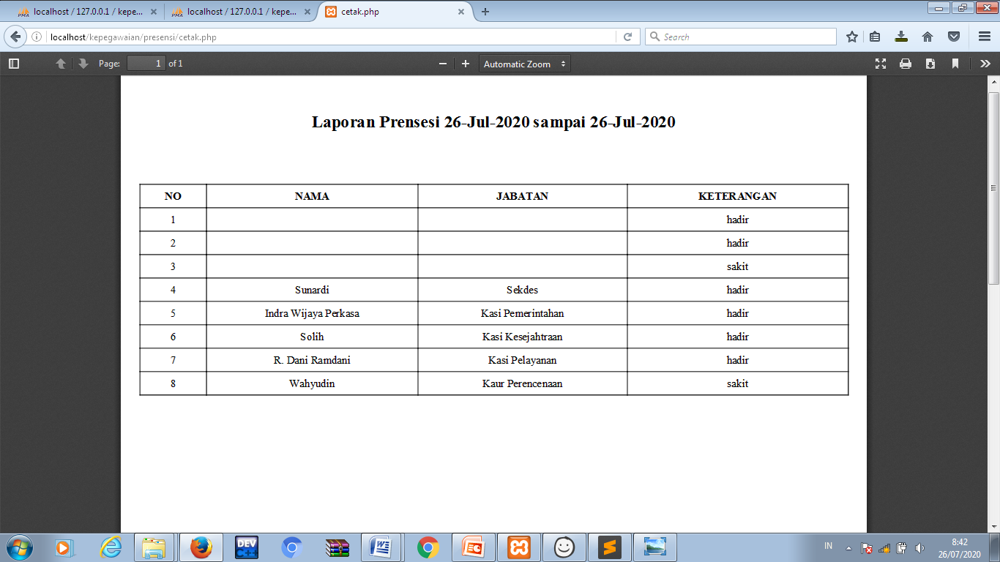 localhost / 127.0.0.1 / kepe...
localhost / 127.0.0.1 / kepe...
cetak.php
localhost/kepegawaian/presensi/cetak.php
Search
Page: 1 of 1
Automatic Zoom
Laporan Prensesi 26-Jul-2020 sampai 26-Jul-2020
NO NAMA JABATAN KETERANGAN
1 hadir
2 hadir
3 sakit
4 Sunardi Sekdes hadir
5 Indra Wijaya Perkasa Kasi Pemerintahan hadir
6 Solih Kasi Kesejahtraan hadir
7 R. Dani Ramdani Kasi Pelayanan hadir
8 Wahyudin Kaur Perencenaan sakit
IN
8:42
26/07/2020